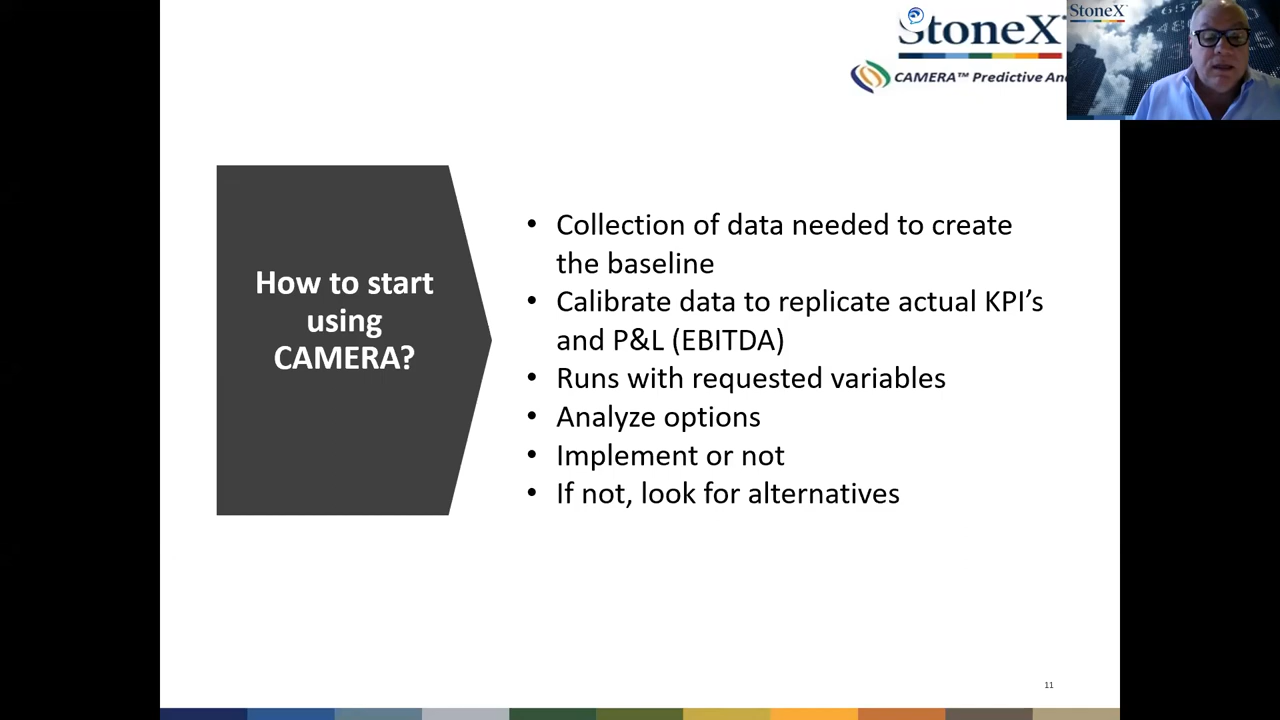 StoneX
CAMERA™ Predictive
StoneX
How to start
using
CAMERA?
• Collection of data needed to create
the baseline
• Calibrate data to replicate actual KPI’s
and P&L (EBITDA)
• Runs with requested variables
• Analyze options
• Implement or not
• If not, look for alternatives
11